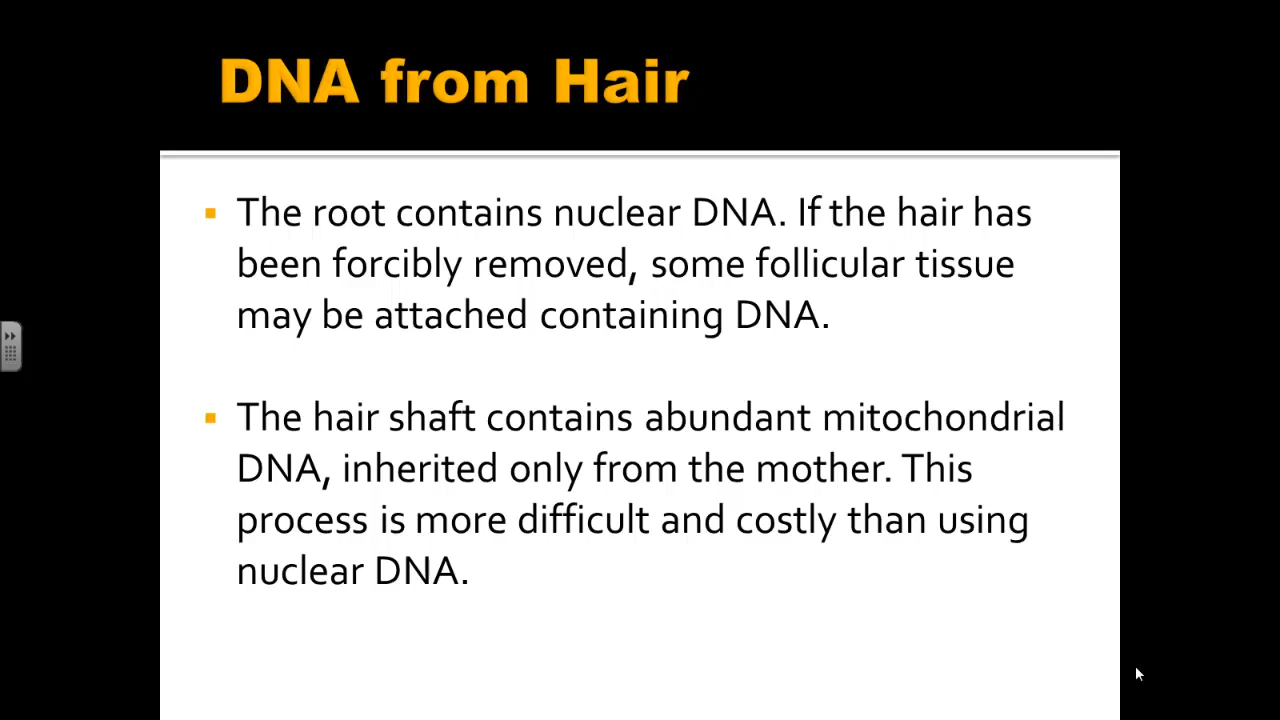 DNA from Hair
The root contains nuclear DNA. If the hair has
been forcibly removed, some follicular tissue
may be attached containing DNA.
The hair shaft contains abundant mitochondrial
DNA, inherited only from the mother. This
process is more difficult and costly than using
nuclear DNA.